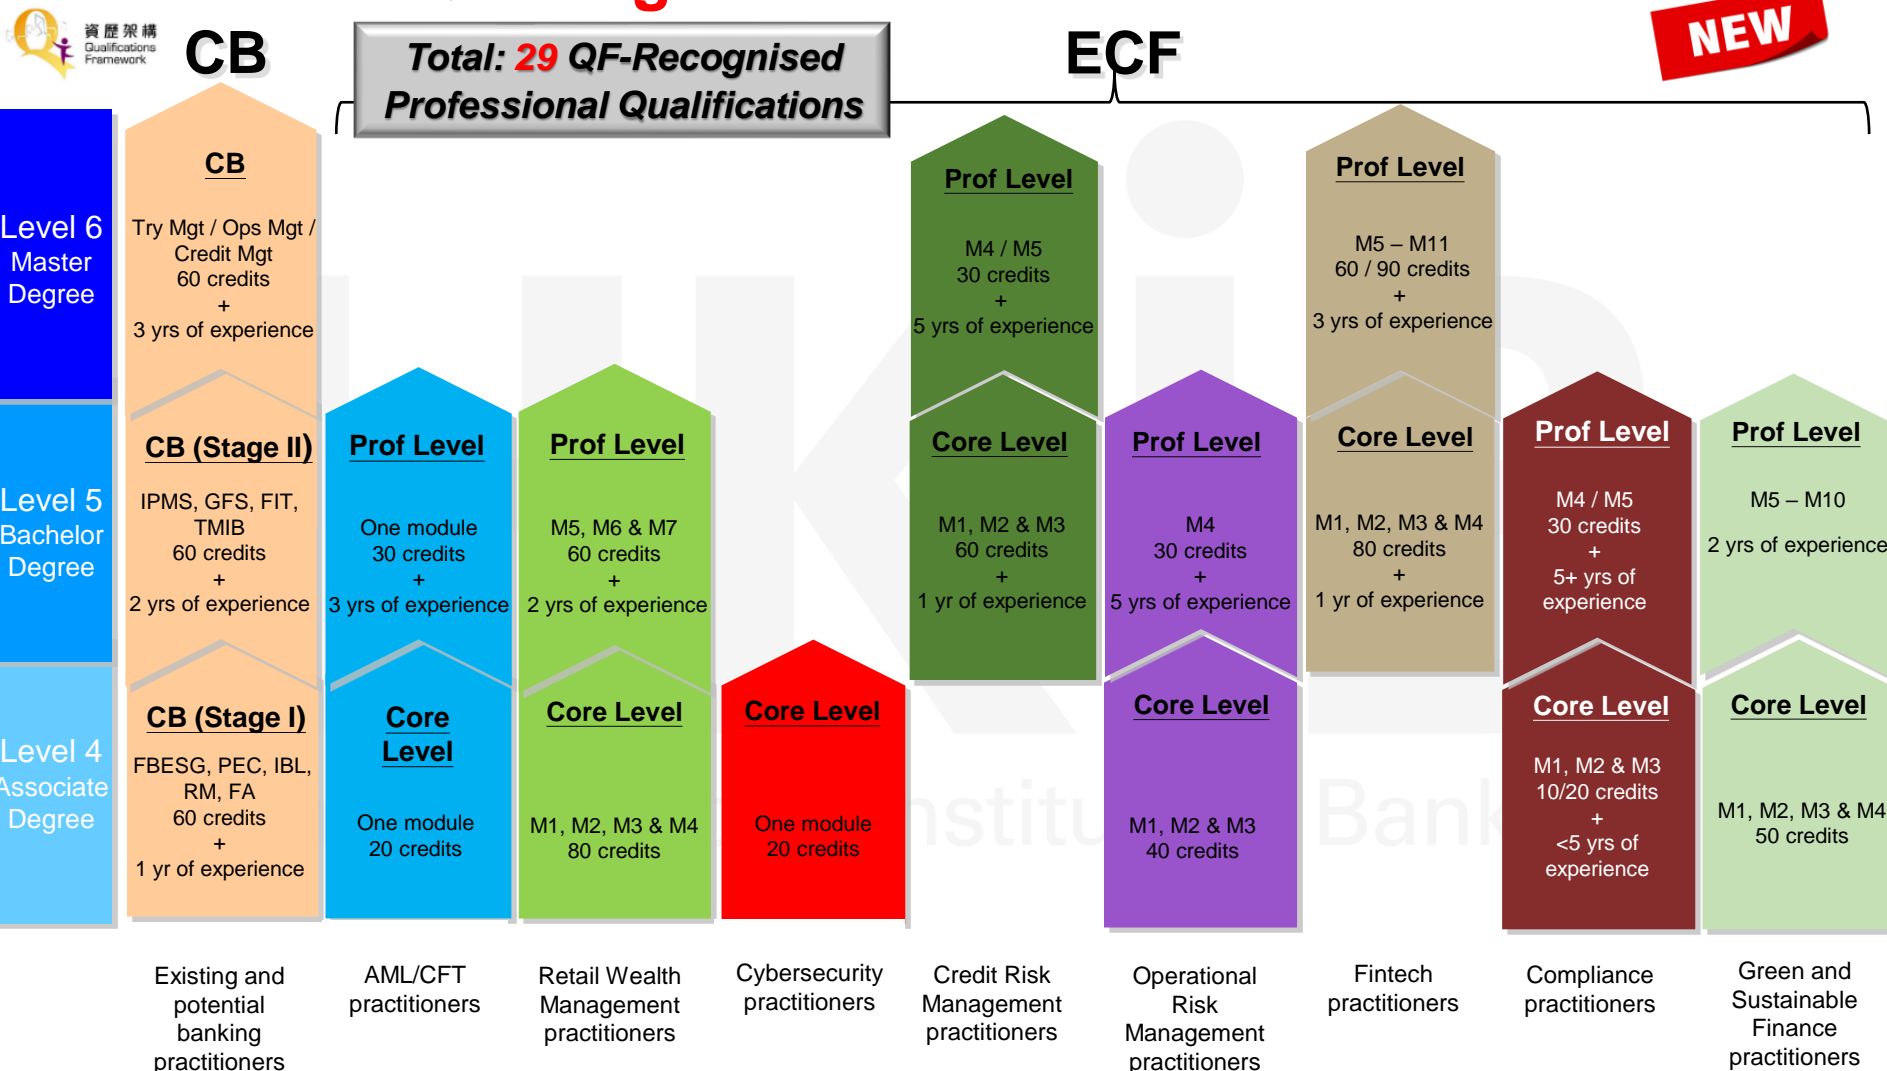 資歷架構
Qualifications
Framework
CB
Total: 29 QF-Recognised
Professional Qualifications
ECF
NEW
Level 6
Master
Degree
Level 5
Bachelor
Degree
Level 4
Associate
Degree
CB
Try Mgt / Ops Mgt /
Credit Mgt
60 credits
+
3 yrs of experience
CB (Stage II)
IPMS, GFS, FIT,
TMIB
60 credits
+
2 yrs of experience
CB (Stage I)
FBESG, PEC, IBL,
RM, FA
60 credits
+
1 yr of experience
Existing and
potential
banking
practitioners
Prof Level
One module
30 credits
+
3 yrs of experience
Core
Level
One module
20 credits
AML/CFT
practitioners
Prof Level
M5, M6 & M7
60 credits
+
2 yrs of experience
Core Level
M1, M2, M3 & M4
80 credits
Retail Wealth
Management
practitioners
Core Level
One module
20 credits
Cybersecurity
practitioners
Prof Level
M4 / M5
30 credits
+
5 yrs of experience
Core Level
M1, M2 & M3
60 credits
+
1 yr of experience
Credit Risk
Management
practitioners
Prof Level
M4
30 credits
+
5 yrs of experience
Core Level
M1, M2 & M3
40 credits
Operational
Risk
Management
practitioners
Prof Level
M5 – M11
60 / 90 credits
+
3 yrs of experience
Core Level
M1, M2, M3 & M4
80 credits
+
1 yr of experience
Fintech
practitioners
Prof Level
M4 / M5
30 credits
+
5+ yrs of
experience
Core Level
M1, M2 & M3
10/20 credits
+
<5 yrs of
experience
Compliance
practitioners
Prof Level
M5 – M10
2 yrs of experience
Core Level
M1, M2, M3 & M4
50 credits
Green and
Sustainable
Finance
practitioners